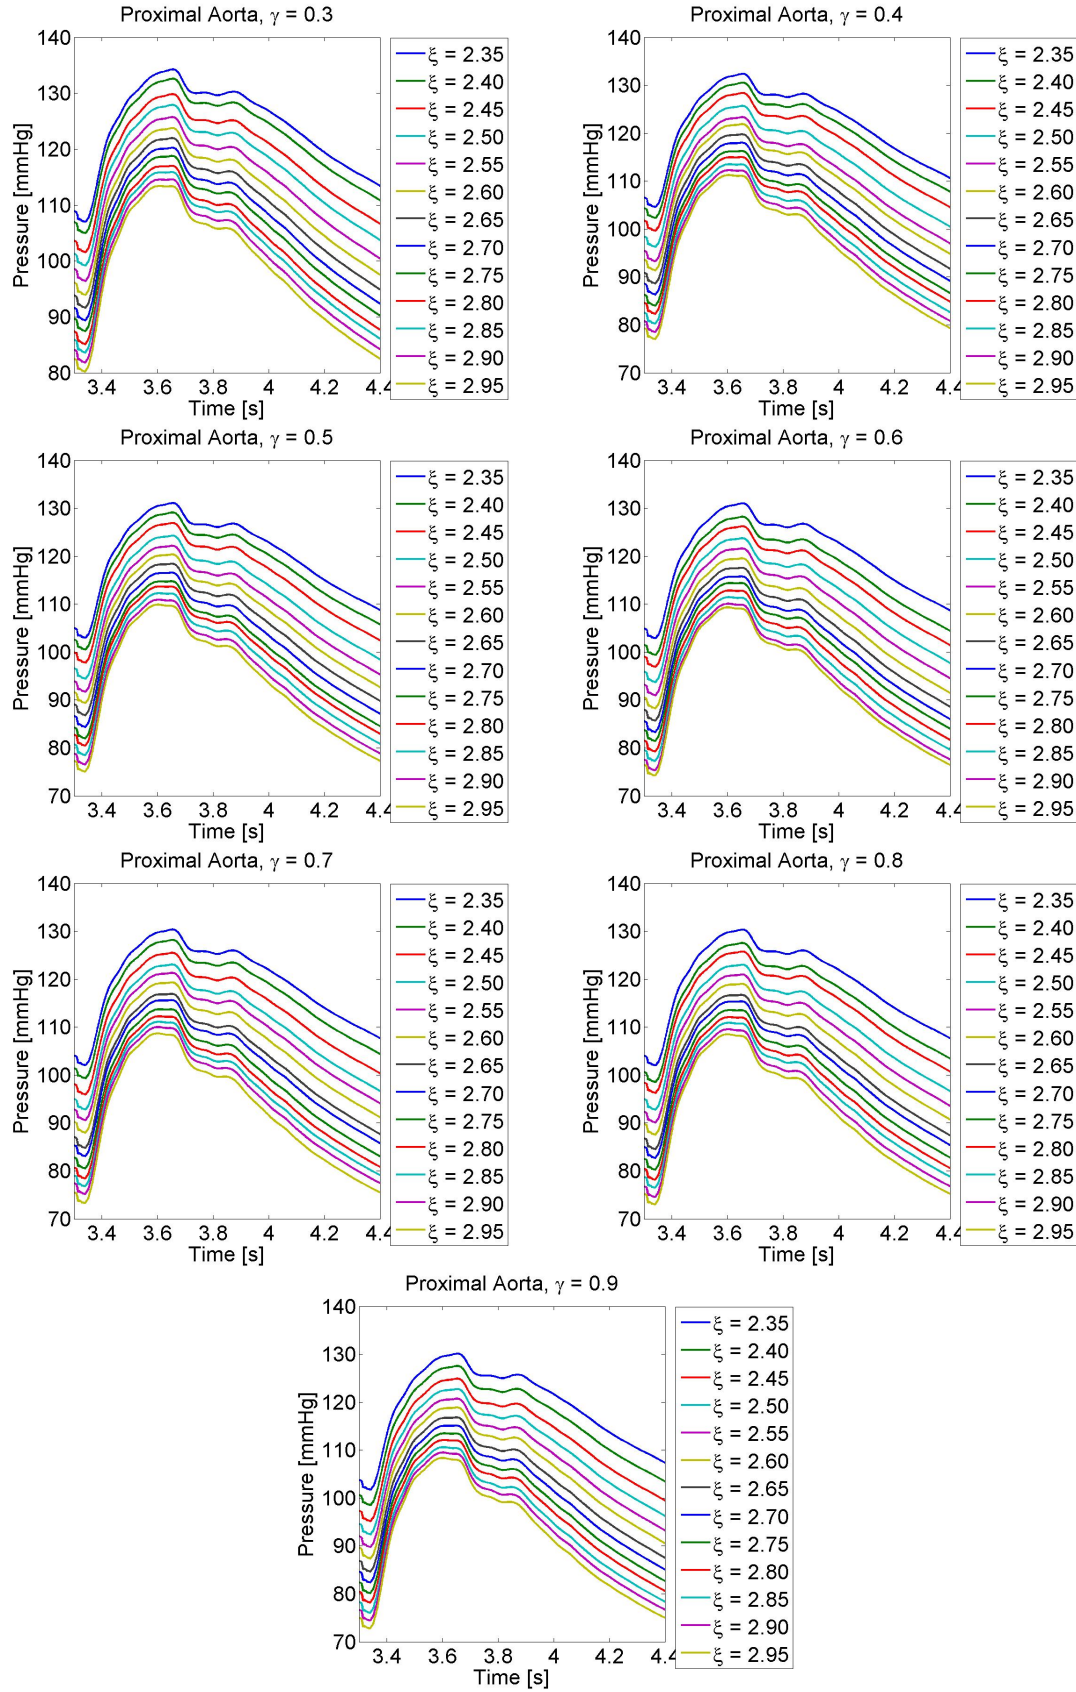 Proximal Aorta, γ = 0.3
140
130
120
110
100
90
80
Pressure [mmHg]
3.4 3.6 3.8 4 4.2 4.4
Time [s]
ξ = 2.35
ξ = 2.40
ξ = 2.45
ξ = 2.50
ξ = 2.55
ξ = 2.60
ξ = 2.65
ξ = 2.70
ξ = 2.75
ξ = 2.80
ξ = 2.85
ξ = 2.90
ξ = 2.95
Proximal Aorta, γ = 0.4
140
130
120
110
100
90
80
70
Pressure [mmHg]
3.4 3.6 3.8 4 4.2 4.4
Time [s]
ξ = 2.35
ξ = 2.40
ξ = 2.45
ξ = 2.50
ξ = 2.55
ξ = 2.60
ξ = 2.65
ξ = 2.70
ξ = 2.75
ξ = 2.80
ξ = 2.85
ξ = 2.90
ξ = 2.95
Proximal Aorta, γ = 0.5
140
130
120
110
100
90
80
70
Pressure [mmHg]
3.4 3.6 3.8 4 4.2 4.4
Time [s]
ξ = 2.35
ξ = 2.40
ξ = 2.45
ξ = 2.50
ξ = 2.55
ξ = 2.60
ξ = 2.65
ξ = 2.70
ξ = 2.75
ξ = 2.80
ξ = 2.85
ξ = 2.90
ξ = 2.95
Proximal Aorta, γ = 0.6
140
130
120
110
100
90
80
70
Pressure [mmHg]
3.4 3.6 3.8 4 4.2 4.4
Time [s]
ξ = 2.35
ξ = 2.40
ξ = 2.45
ξ = 2.50
ξ = 2.55
ξ = 2.60
ξ = 2.65
ξ = 2.70
ξ = 2.75
ξ = 2.80
ξ = 2.85
ξ = 2.90
ξ = 2.95
Proximal Aorta, γ = 0.7
140
130
120
110
100
90
80
70
Pressure [mmHg]
3.4 3.6 3.8 4 4.2 4.4
Time [s]
ξ = 2.35
ξ = 2.40
ξ = 2.45
ξ = 2.50
ξ = 2.55
ξ = 2.60
ξ = 2.65
ξ = 2.70
ξ = 2.75
ξ = 2.80
ξ = 2.85
ξ = 2.90
ξ = 2.95
Proximal Aorta, γ = 0.8
140
130
120
110
100
90
80
70
Pressure [mmHg]
3.4 3.6 3.8 4 4.2 4.4
Time [s]
ξ = 2.35
ξ = 2.40
ξ = 2.45
ξ = 2.50
ξ = 2.55
ξ = 2.60
ξ = 2.65
ξ = 2.70
ξ = 2.75
ξ = 2.80
ξ = 2.85
ξ = 2.90
ξ = 2.95
Proximal Aorta, γ = 0.9
140
130
120
110
100
90
80
70
Pressure [mmHg]
3.4 3.6 3.8 4 4.2 4.4
Time [s]
ξ = 2.35
ξ = 2.40
ξ = 2.45
ξ = 2.50
ξ = 2.55
ξ = 2.60
ξ = 2.65
ξ = 2.70
ξ = 2.75
ξ = 2.80
ξ = 2.85
ξ = 2.90
ξ = 2.95